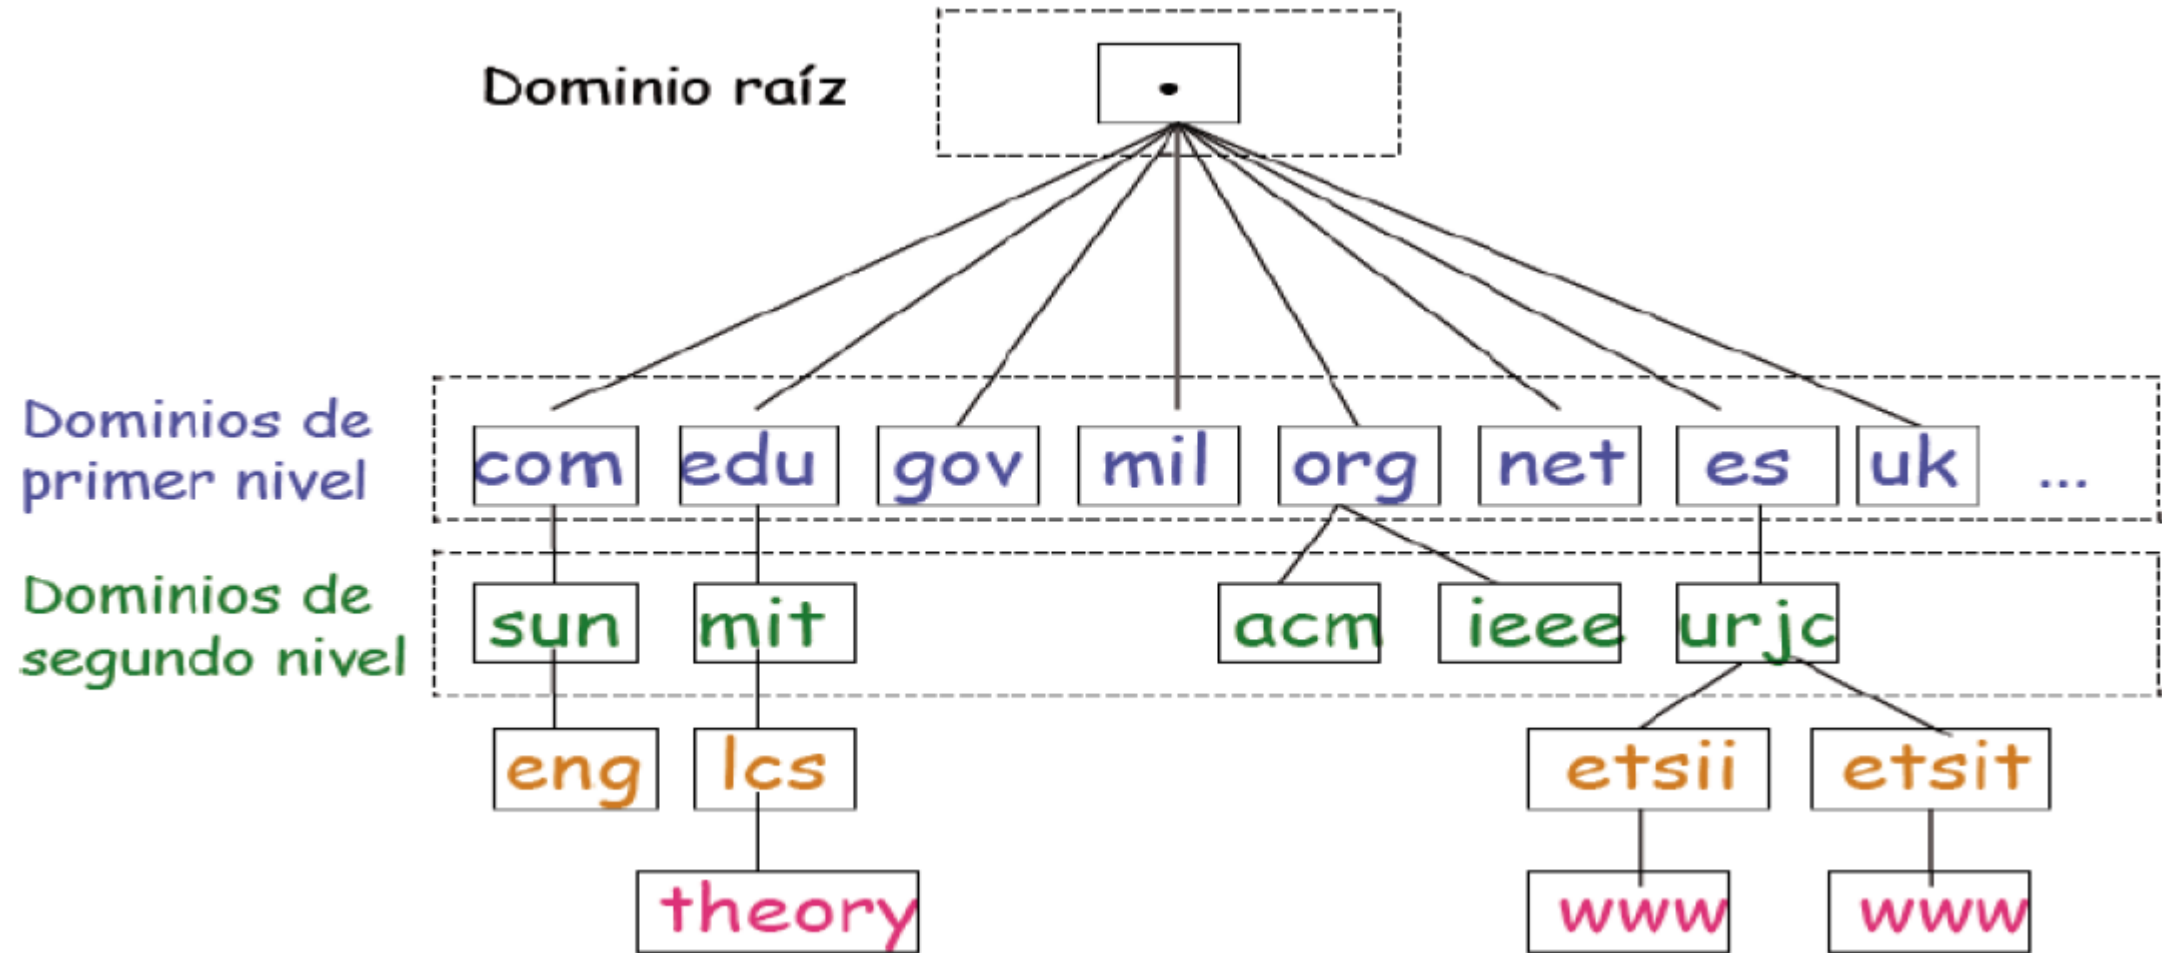 Dominio raíz
.
Dominios de
primer nivel
com edu gov mil org net es uk ...
Dominios de
segundo nivel
sun mit acm ieee urjc
eng lcs etsii etsit
theory www www